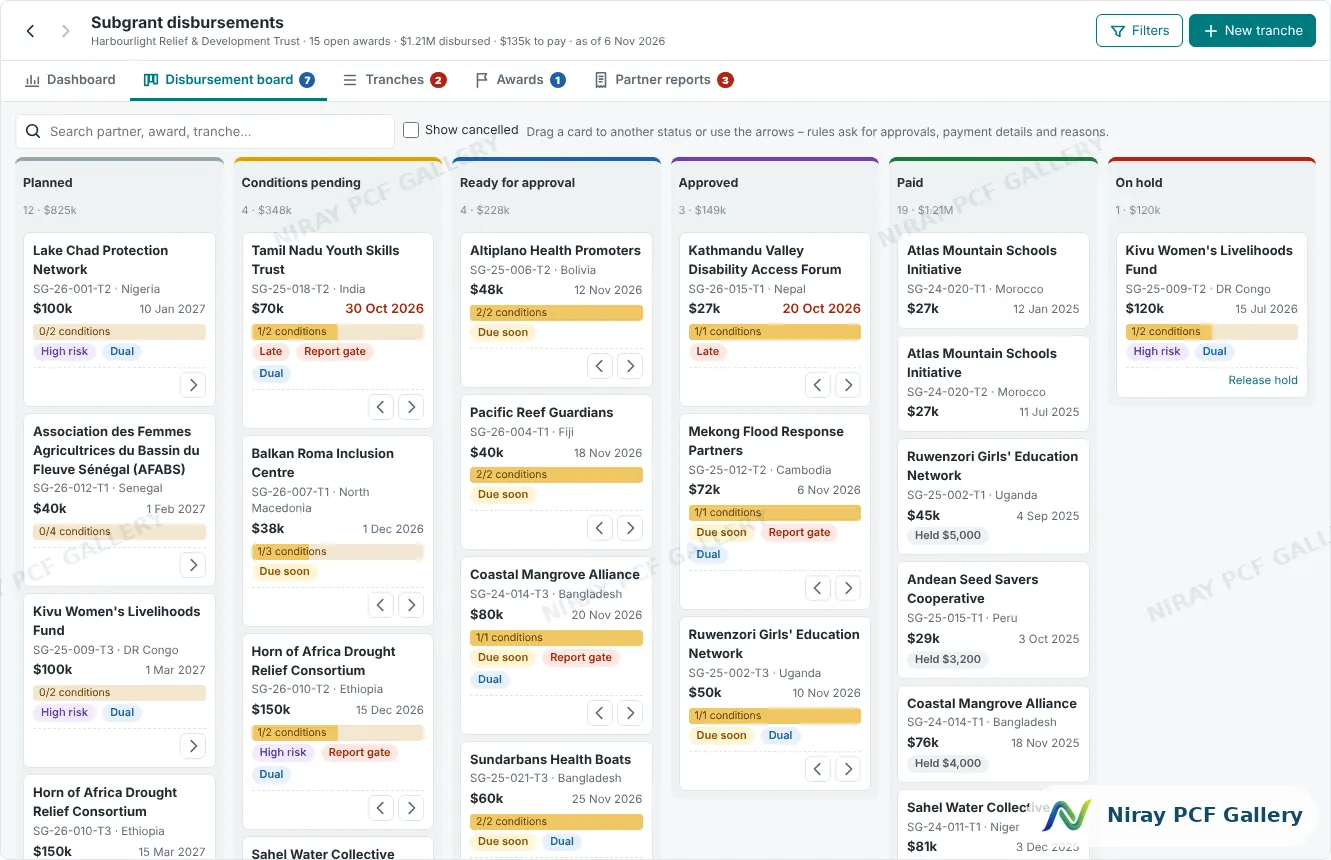 Subgrant disbursements
Harbourlight Relief & Development Trust · 15 open awards · $1.21M disbursed · $135k to pay · as of 6 Nov 2026
Filters
New tranche
Dashboard
Disbursement board 7
Tranches 2
Awards 1
Partner reports 3
Search partner, award, tranche...
Show cancelled
Drag a card to another status or use the arrows – rules ask for approvals, payment details and reasons.
Planned
12 · $825k
Lake Chad Protection
Network
SG-26-001-T2 · Nigeria
$100k 10 Jan 2027
0/2 conditions
High risk Dual
Association des Femmes
Agricultrices du Bassin du
Fleuve Sénégal (AFABS)
SG-26-012-T1 · Senegal
$40k 1 Feb 2027
0/4 conditions
Kivu Women's Livelihoods
Fund
SG-25-009-T3 · DR Congo
$100k 1 Mar 2027
0/2 conditions
High risk Dual
Horn of Africa Drought
Relief Consortium
SG-26-010-T3 · Ethiopia
$150k 15 Mar 2027
Conditions pending
4 · $348k
Tamil Nadu Youth Skills
Trust
SG-25-018-T2 · India
$70k 30 Oct 2026
1/2 conditions
Late Report gate
Dual
Balkan Roma Inclusion
Centre
SG-26-007-T1 · North
Macedonia
$38k 1 Dec 2026
1/3 conditions
Due soon
Horn of Africa Drought
Relief Consortium
SG-26-010-T2 · Ethiopia
$150k 15 Dec 2026
1/2 conditions
High risk Report gate
Dual
Sahel Water Collective
Ready for approval
4 · $228k
Altiplano Health Promoters
SG-25-006-T2 · Bolivia
$48k 12 Nov 2026
2/2 conditions
Due soon
Pacific Reef Guardians
SG-26-004-T1 · Fiji
$40k 18 Nov 2026
2/2 conditions
Due soon
Coastal Mangrove Alliance
SG-24-014-T3 · Bangladesh
$80k 20 Nov 2026
1/1 conditions
Due soon Report gate
Dual
Sundarbans Health Boats
SG-25-021-T3 · Bangladesh
$60k 25 Nov 2026
2/2 conditions
Due soon Dual
Approved
3 · $149k
Kathmandu Valley
Disability Access Forum
SG-26-015-T1 · Nepal
$27k 20 Oct 2026
1/1 conditions
Late
Mekong Flood Response
Partners
SG-25-012-T2 · Cambodia
$72k 6 Nov 2026
1/1 conditions
Due soon Report gate
Dual
Ruwenzori Girls' Education
Network
SG-25-002-T3 · Uganda
$50k 10 Nov 2026
1/1 conditions
Due soon Dual
Paid
19 · $1.21M
Atlas Mountain Schools
Initiative
SG-24-020-T1 · Morocco
$27k 12 Jan 2025
Atlas Mountain Schools
Initiative
SG-24-020-T2 · Morocco
$27k 11 Jul 2025
Ruwenzori Girls' Education
Network
SG-25-002-T1 · Uganda
$45k 4 Sep 2025
Held $5,000
Andean Seed Savers
Cooperative
SG-25-015-T1 · Peru
$29k 3 Oct 2025
Held $3,200
Coastal Mangrove Alliance
SG-24-014-T1 · Bangladesh
$76k 18 Nov 2025
Held $4,000
Sahel Water Collective
SG-24-011-T1 · Niger
$81k 3 Dec 2025
On hold
1 · $120k
Kivu Women's Livelihoods
Fund
SG-25-009-T2 · DR Congo
$120k 15 Jul 2026
1/2 conditions
High risk Dual
Release hold
NIRAY PCF GALLERY
NIRAY PCF GALLERY
PCF GALLERY
NIRAY PCF GALLERY
NIRAY PCF GALL
Niray PCF Gallery